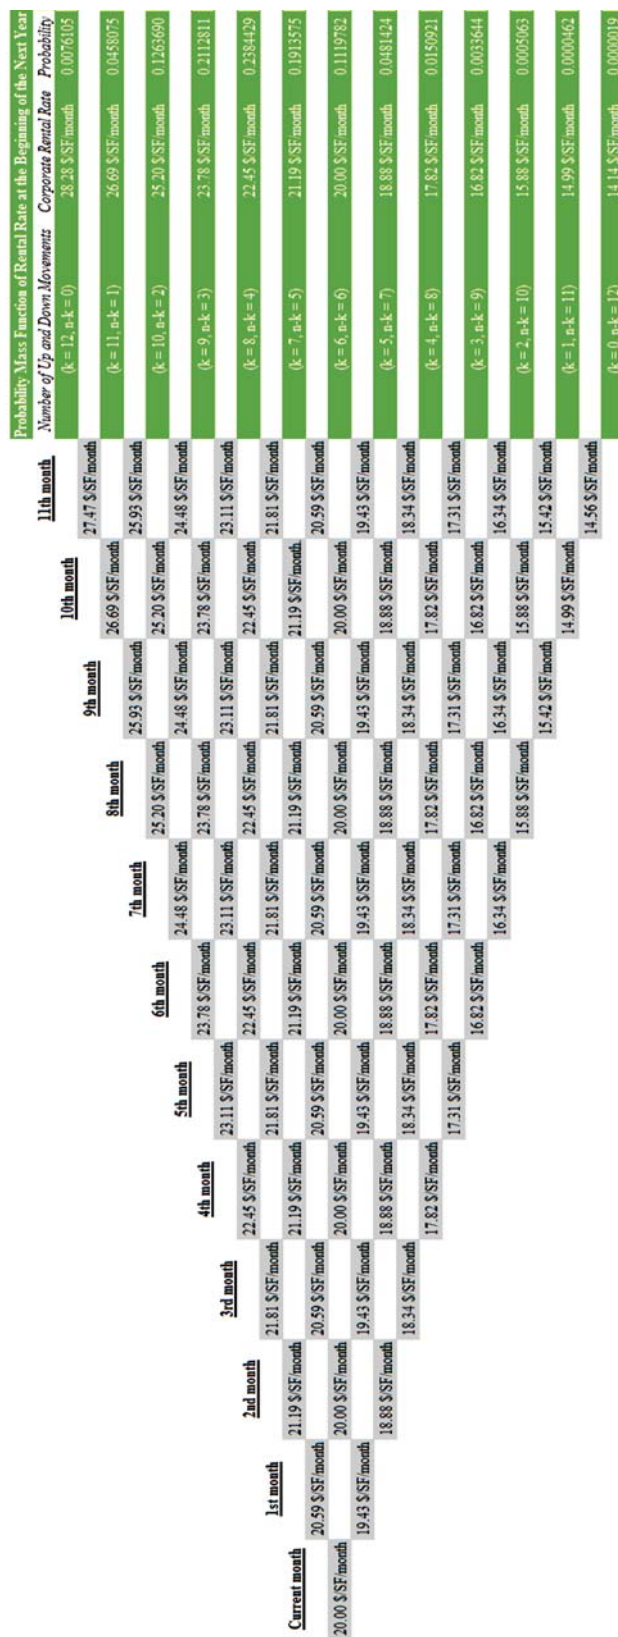 Current month
20.00 $/SF/month
1st month
20.59 $/SF/month
19.43 $/SF/month
2nd month
21.19 $/SF/month
20.00 $/SF/month
18.88 $/SF/month
3rd month
21.81 $/SF/month
20.59 $/SF/month
19.43 $/SF/month
18.34 $/SF/month
4th month
22.45 $/SF/month
21.19 $/SF/month
20.00 $/SF/month
18.88 $/SF/month
17.82 $/SF/month
5th month
23.11 $/SF/month
21.81 $/SF/month
20.59 $/SF/month
19.43 $/SF/month
18.34 $/SF/month
17.31 $/SF/month
6th month
23.78 $/SF/month
22.45 $/SF/month
21.19 $/SF/month
20.00 $/SF/month
18.88 $/SF/month
17.82 $/SF/month
16.82 $/SF/month
7th month
24.48 $/SF/month
23.11 $/SF/month
21.81 $/SF/month
20.59 $/SF/month
19.43 $/SF/month
18.34 $/SF/month
17.31 $/SF/month
16.34 $/SF/month
8th month
25.20 $/SF/month
23.78 $/SF/month
22.45 $/SF/month
21.19 $/SF/month
20.00 $/SF/month
18.88 $/SF/month
17.82 $/SF/month
16.82 $/SF/month
15.88 $/SF/month
9th month
25.93 $/SF/month
24.48 $/SF/month
23.11 $/SF/month
21.81 $/SF/month
20.59 $/SF/month
19.43 $/SF/month
18.34 $/SF/month
17.31 $/SF/month
16.34 $/SF/month
15.42 $/SF/month
10th month
26.69 $/SF/month
25.20 $/SF/month
23.78 $/SF/month
22.45 $/SF/month
21.19 $/SF/month
20.00 $/SF/month
18.88 $/SF/month
17.82 $/SF/month
16.82 $/SF/month
15.88 $/SF/month
14.99 $/SF/month
11th month
27.47 $/SF/month
25.93 $/SF/month
24.48 $/SF/month
23.11 $/SF/month
21.81 $/SF/month
20.59 $/SF/month
19.43 $/SF/month
18.34 $/SF/month
17.31 $/SF/month
16.34 $/SF/month
15.42 $/SF/month
14.56 $/SF/month
Probability Mass Function of Rental Rate at the Beginning of the Next Year
Number of Up and Down Movements Corporate Rental Rate Probability
(k = 12, n-k = 0) 28.28 $/SF/month 0.0076105
(k = 11, n-k = 1) 26.69 $/SF/month 0.0458075
(k = 10, n-k = 2) 25.20 $/SF/month 0.1263690
(k = 9, n-k = 3) 23.78 $/SF/month 0.2112811
(k = 8, n-k = 4) 22.45 $/SF/month 0.2384429
(k = 7, n-k = 5) 21.19 $/SF/month 0.1913575
(k = 6, n-k = 6) 20.00 $/SF/month 0.1119782
(k = 5, n-k = 7) 18.88 $/SF/month 0.0481424
(k = 4, n-k = 8) 17.82 $/SF/month 0.0150921
(k = 3, n-k = 9) 16.82 $/SF/month 0.0033644
(k = 2, n-k = 10) 15.88 $/SF/month 0.0005063
(k = 1, n-k = 11) 14.99 $/SF/month 0.0000462
(k = 0, n-k = 12) 14.14 $/SF/month 0.0000019